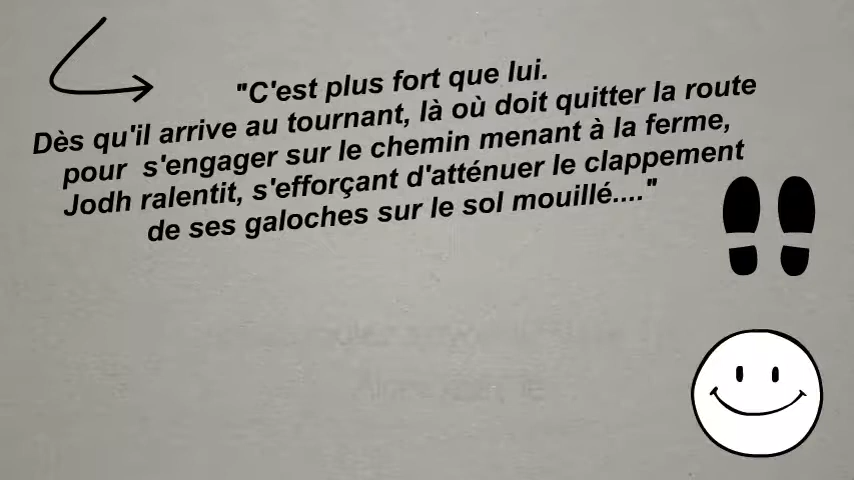 "C'est plus fort que lui.
Dès qu'il arrive au tournant, là où doit quitter la route
pour s'engager sur le chemin menant à la ferme,
Jodh ralentit, s'efforçant d'atténuer le clappement
de ses galoches sur le sol mouillé...."